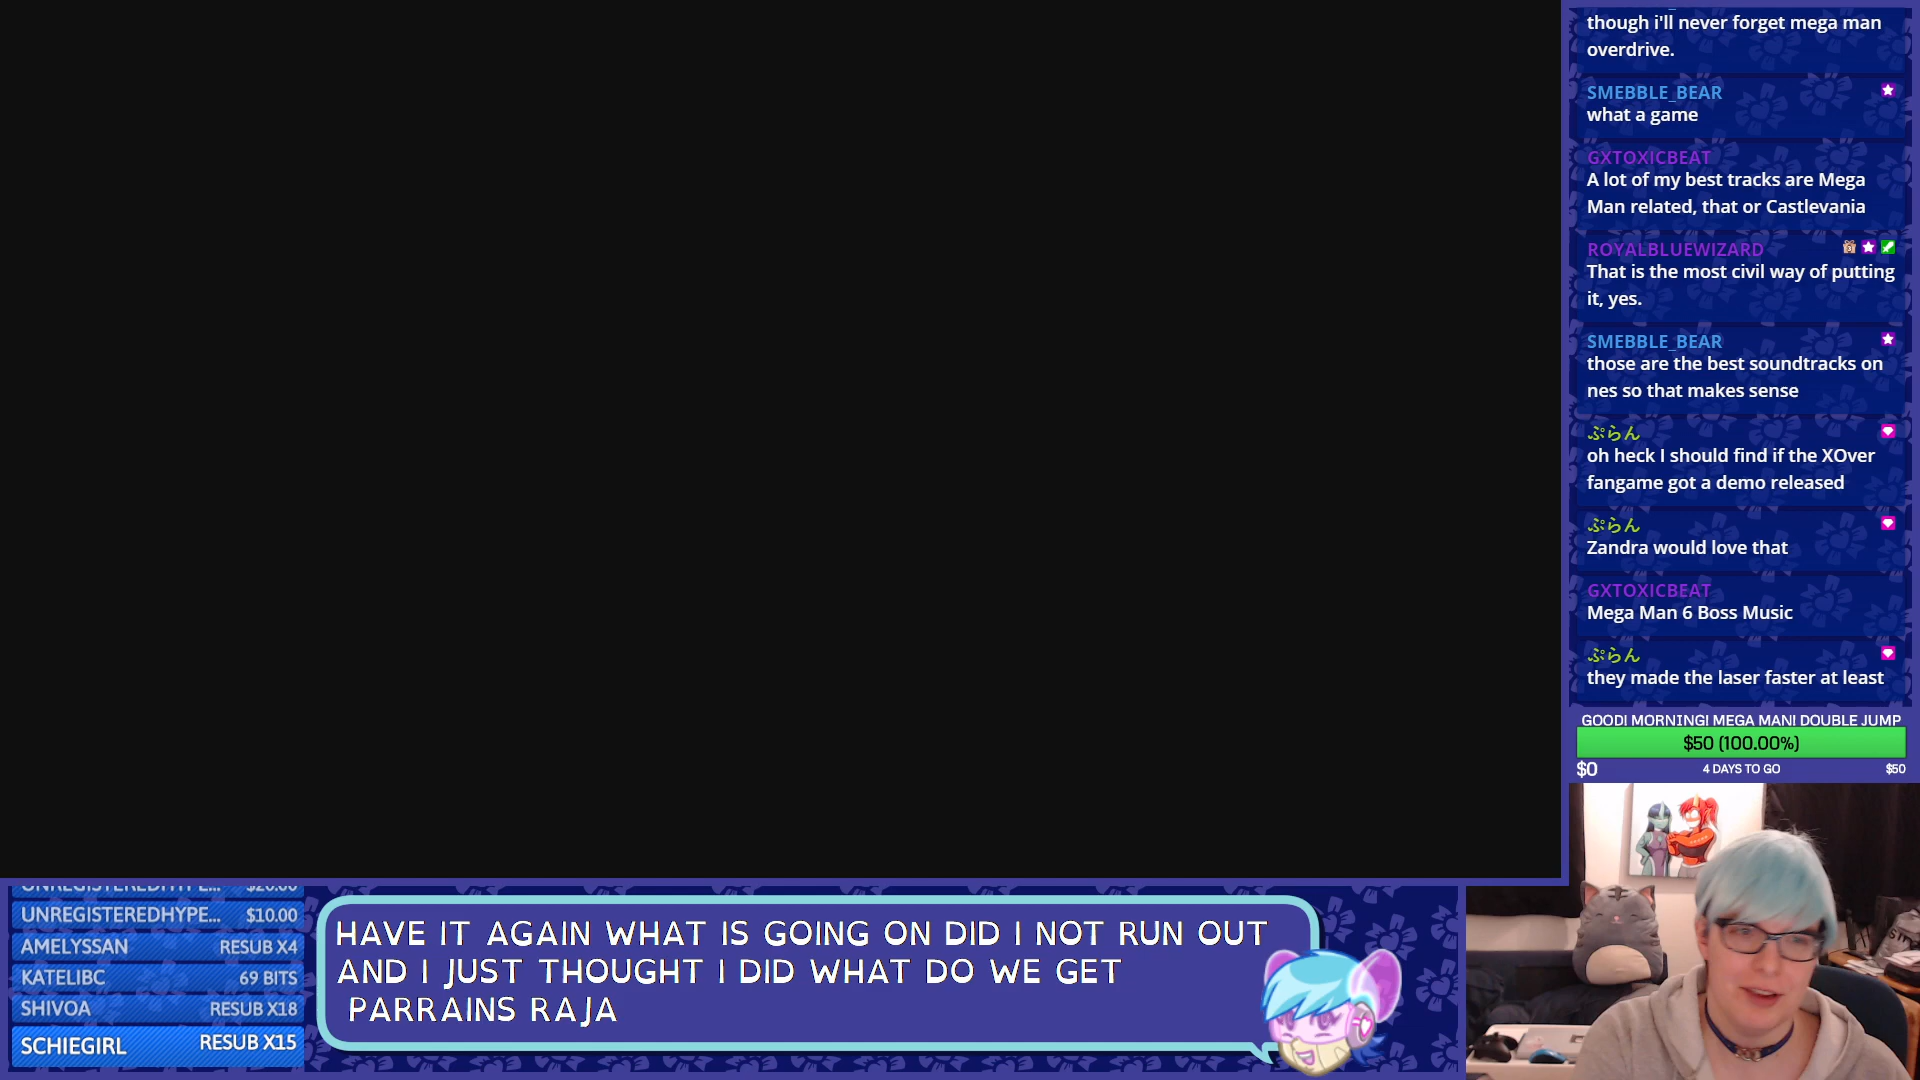 though i'll never forget mega man
overdrive.
SMEBBLE_BEAR
what a game
GXTOXICBEAT
A lot of my best tracks are Mega
Man related, that or Castlevania
ROYALBLUEWIZARD
That is the most civil way of putting
it, yes.
SMEBBLE_BEAR
those are the best soundtracks on
nes so that makes sense
ぷらん
oh heck I should find if the XOver
fangame got a demo released
ぷらん
Zandra would love that
GXTOXICBEAT
Mega Man 6 Boss Music
ぷらん
they made the laser faster at least
GOOD! MORNING! MEGA MAN! DOUBLE JUMP
$50 (100.00%)
$0 4 DAYS TO GO $50
UNREGISTEREDHYPE... $20.00
UNREGISTEREDHYPE... $10.00
AMELYSSAN RESUB X4
KATELIBC 69 BITS
SHIVOA RESUB X18
SCHIEGIRL RESUB X15
HAVE IT AGAIN WHAT IS GOING ON DID I NOT RUN OUT
AND I JUST THOUGHT I DID WHAT DO WE GET
PARRAINS RAJA